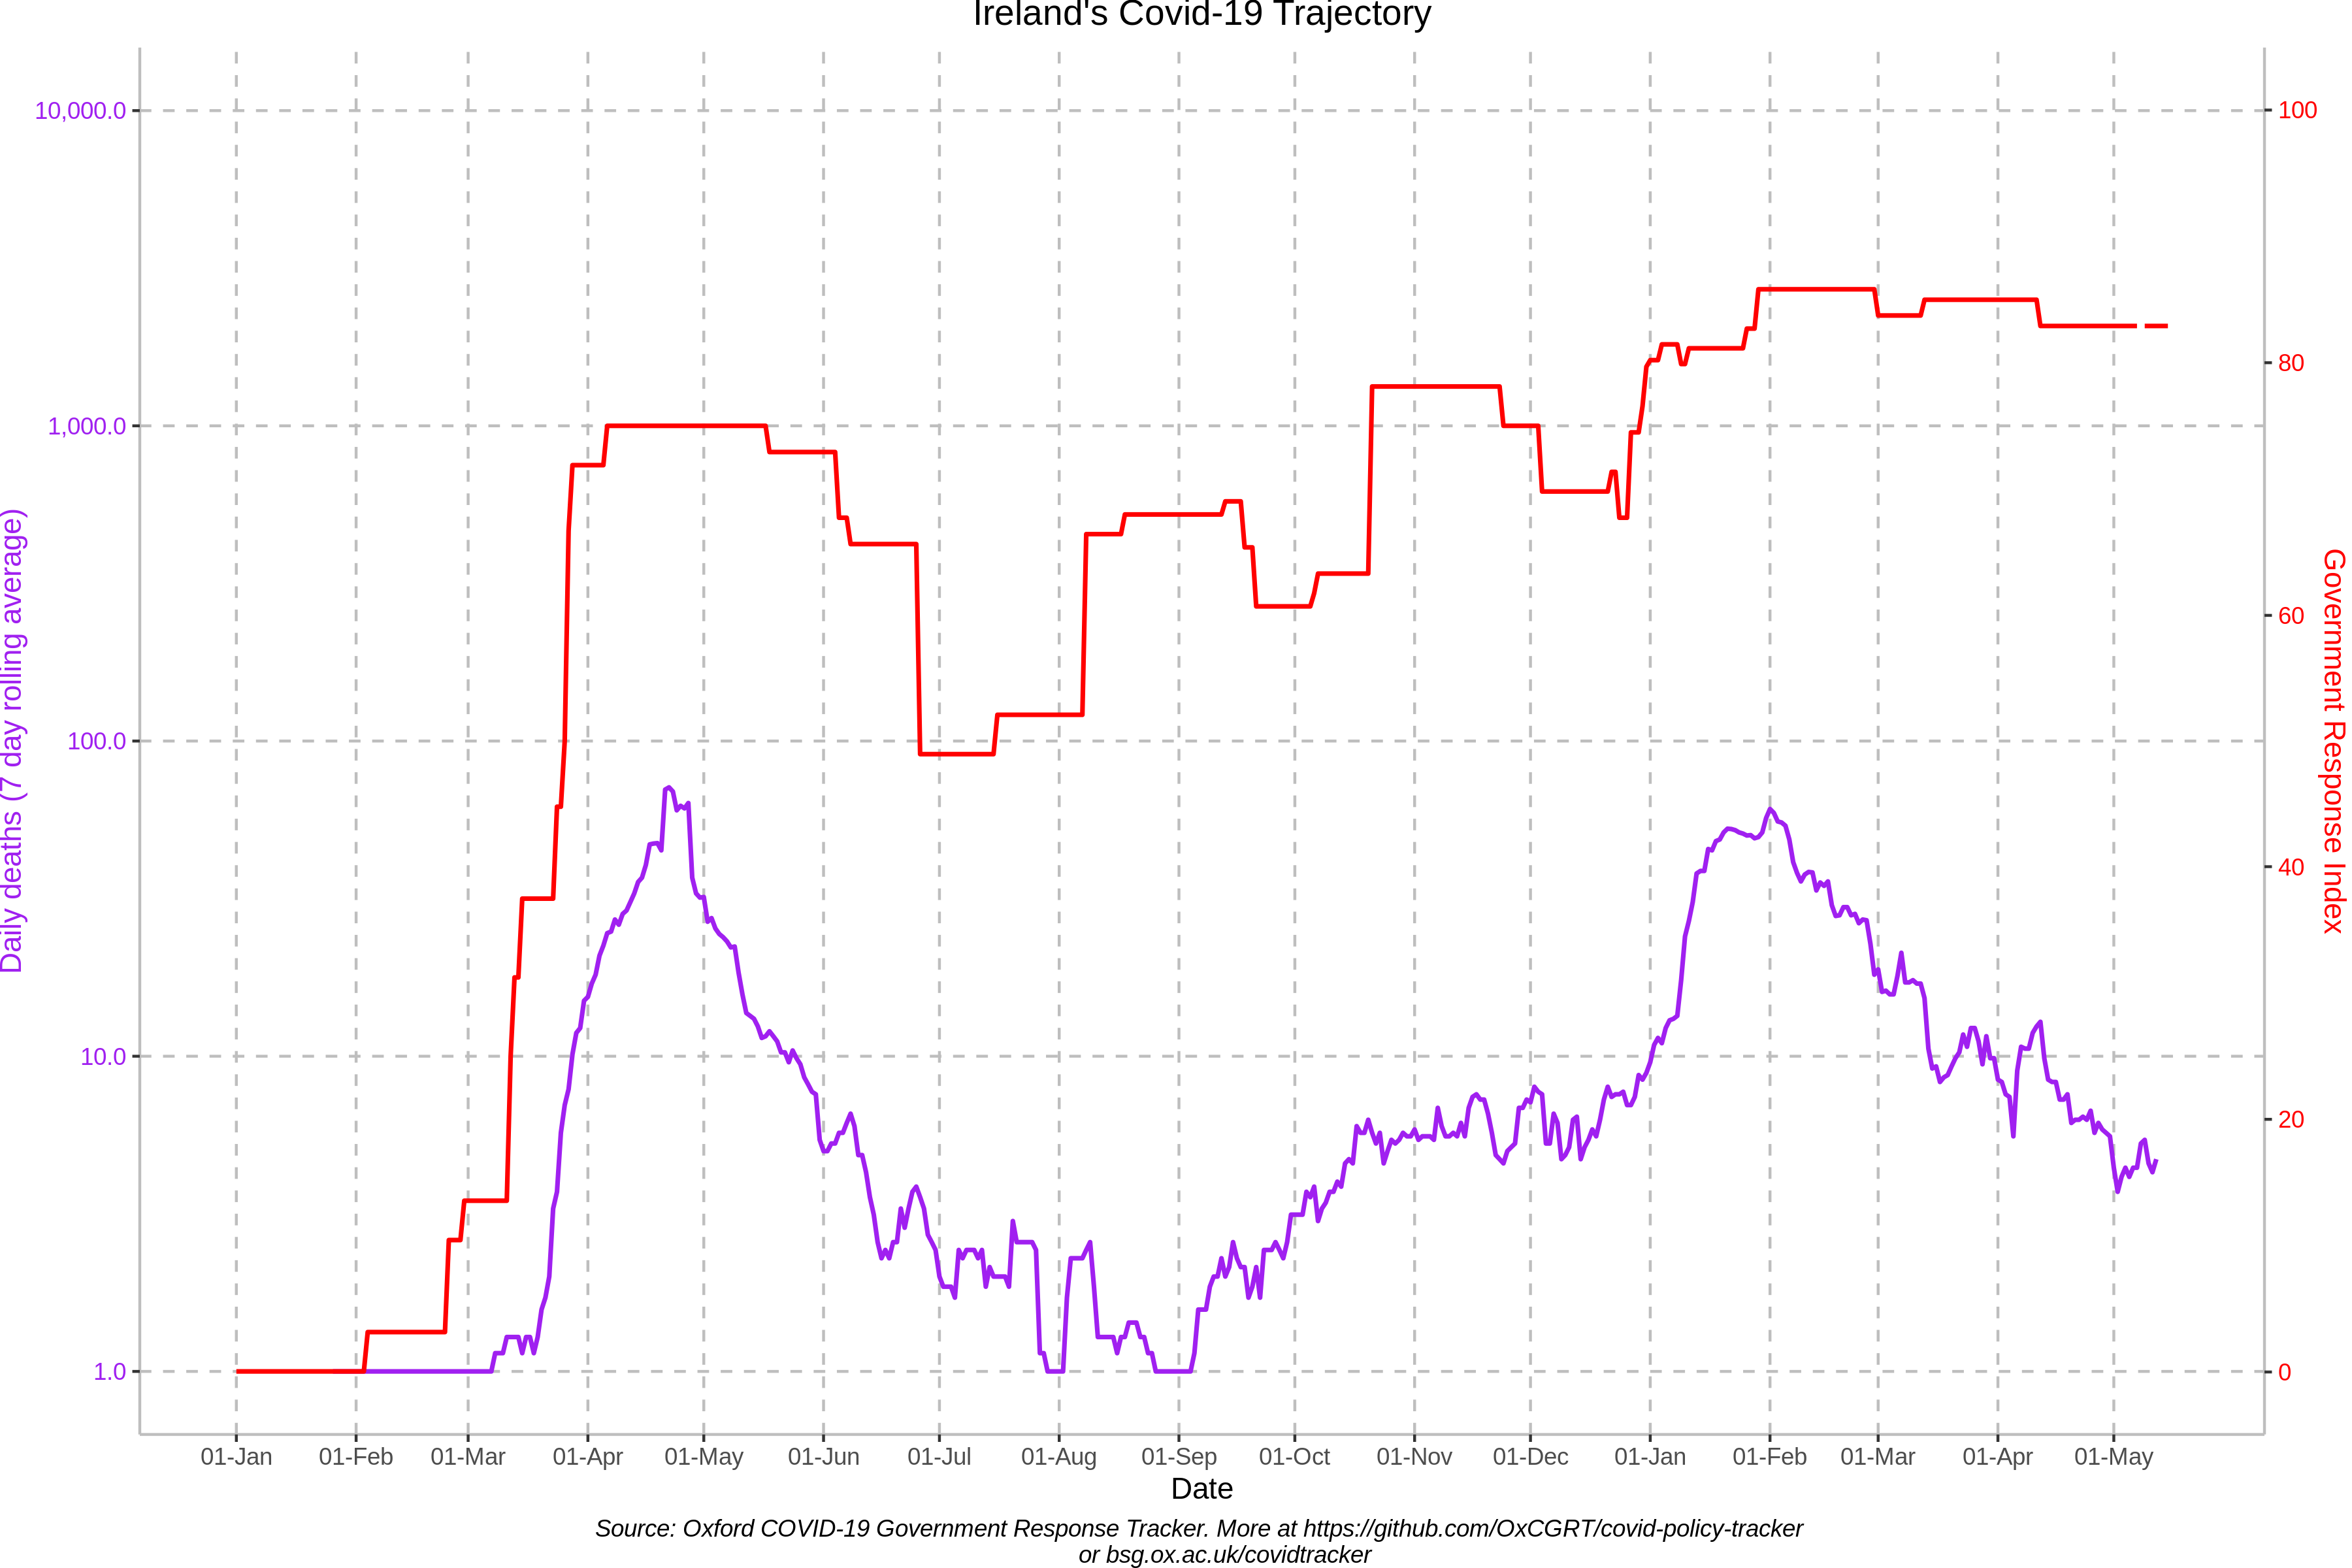 Ireland's Covid-19 Trajectory
Daily deaths (7 day rolling average)
10,000.0
1,000.0
100.0
10.0
1.0
100
80
60
40
20
0
Government Response Index
01-Jan 01-Feb 01-Mar 01-Apr 01-May 01-Jun 01-Jul 01-Aug 01-Sep 01-Oct 01-Nov 01-Dec 01-Jan 01-Feb 01-Mar 01-Apr 01-May
Date
Source: Oxford COVID-19 Government Response Tracker. More at https://github.com/OxCGRT/covid-policy-tracker
or bsg.ox.ac.uk/covidtracker